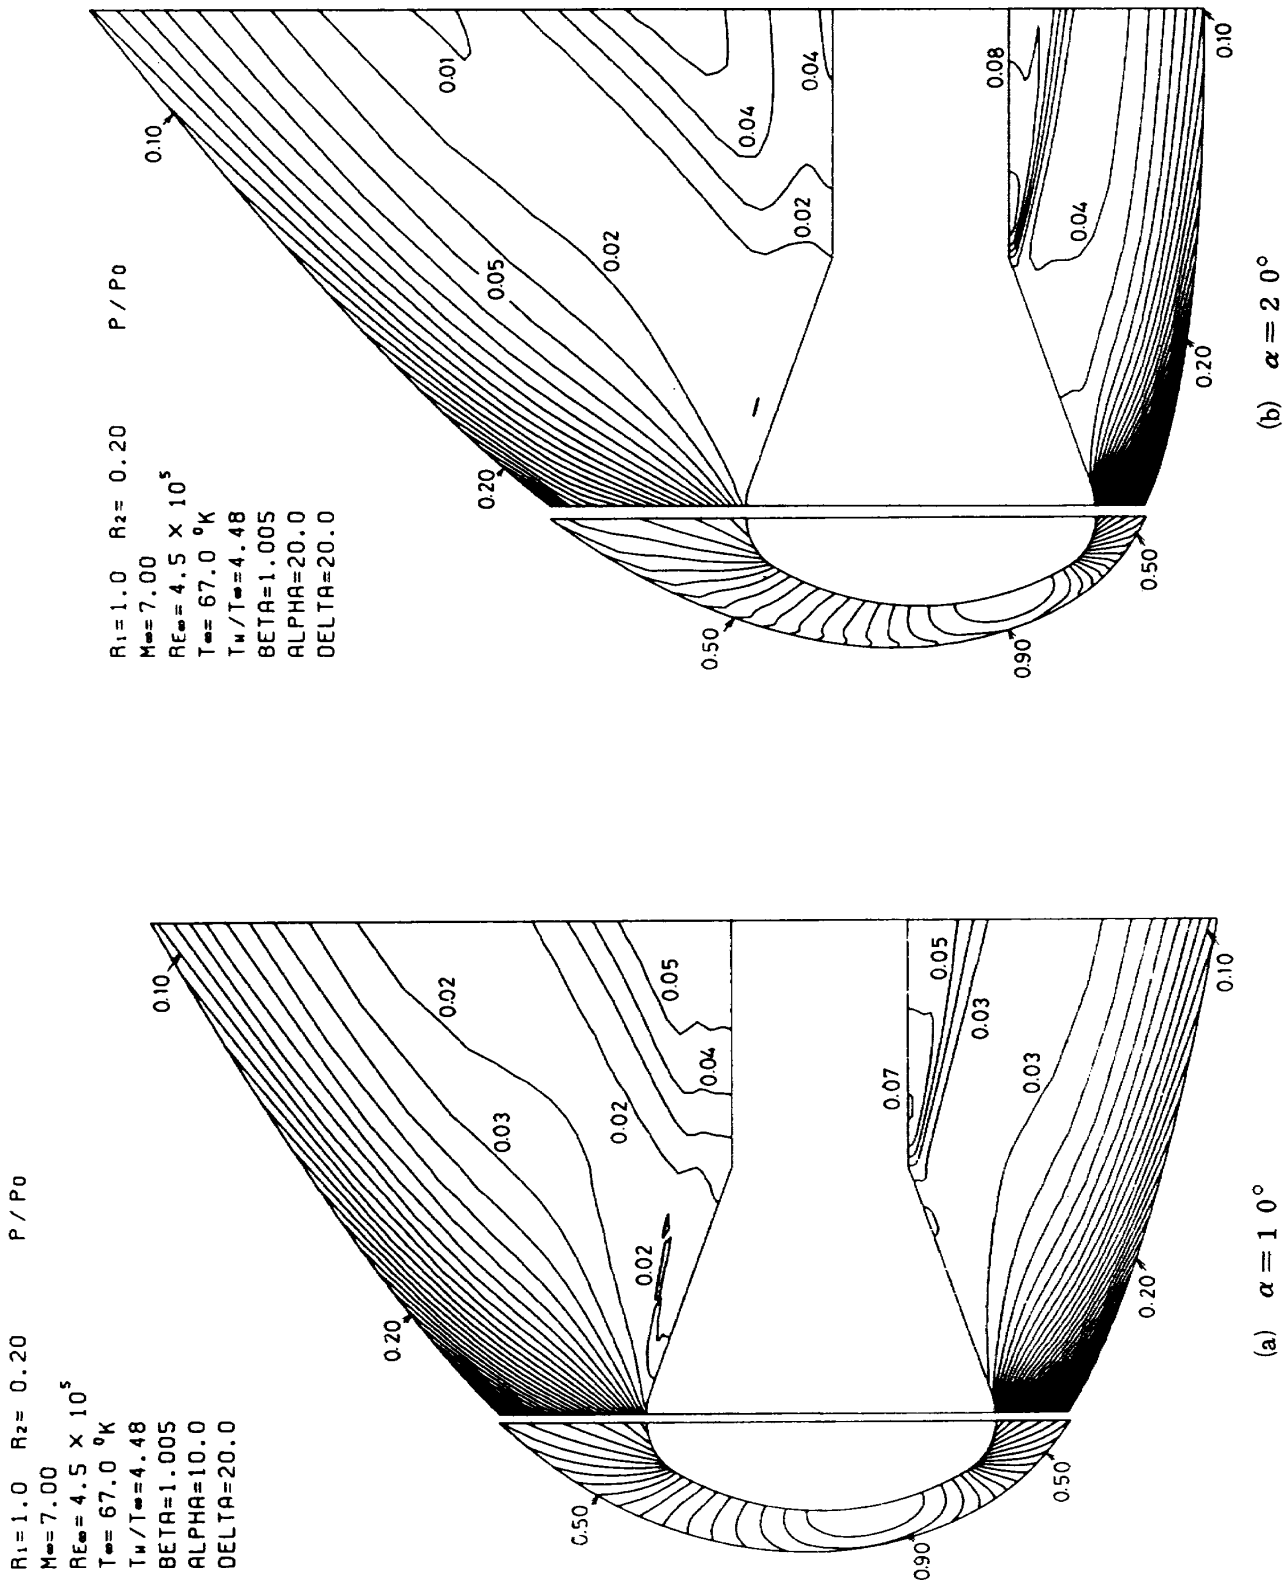 R₁=1.0 R₂= 0.20 P / P₀
M∞=7.00
RE∞= 4.5 × 10⁵
T∞= 67.0 °K
Tw/T∞=4.48
BETA=1.005
ALPHA=10.0
DELTA=20.0
0.10
0.20
0.02
0.03
0.05
0.04
0.02
0.02
0.50
0.90
0.50
0.07
0.05
0.03
0.03
0.20
0.10
(a) α = 1 0°
R₁=1.0 R₂= 0.20 P / P₀
M∞=7.00
RE∞= 4.5 × 10⁵
T∞= 67.0 °K
Tw/T∞=4.48
BETA=1.005
ALPHA=20.0
DELTA=20.0
0.10
0.20
0.01
0.05
0.02
0.04
0.04
0.02
0.50
0.90
0.50
0.08
0.04
0.20
0.10
(b) α = 2 0°